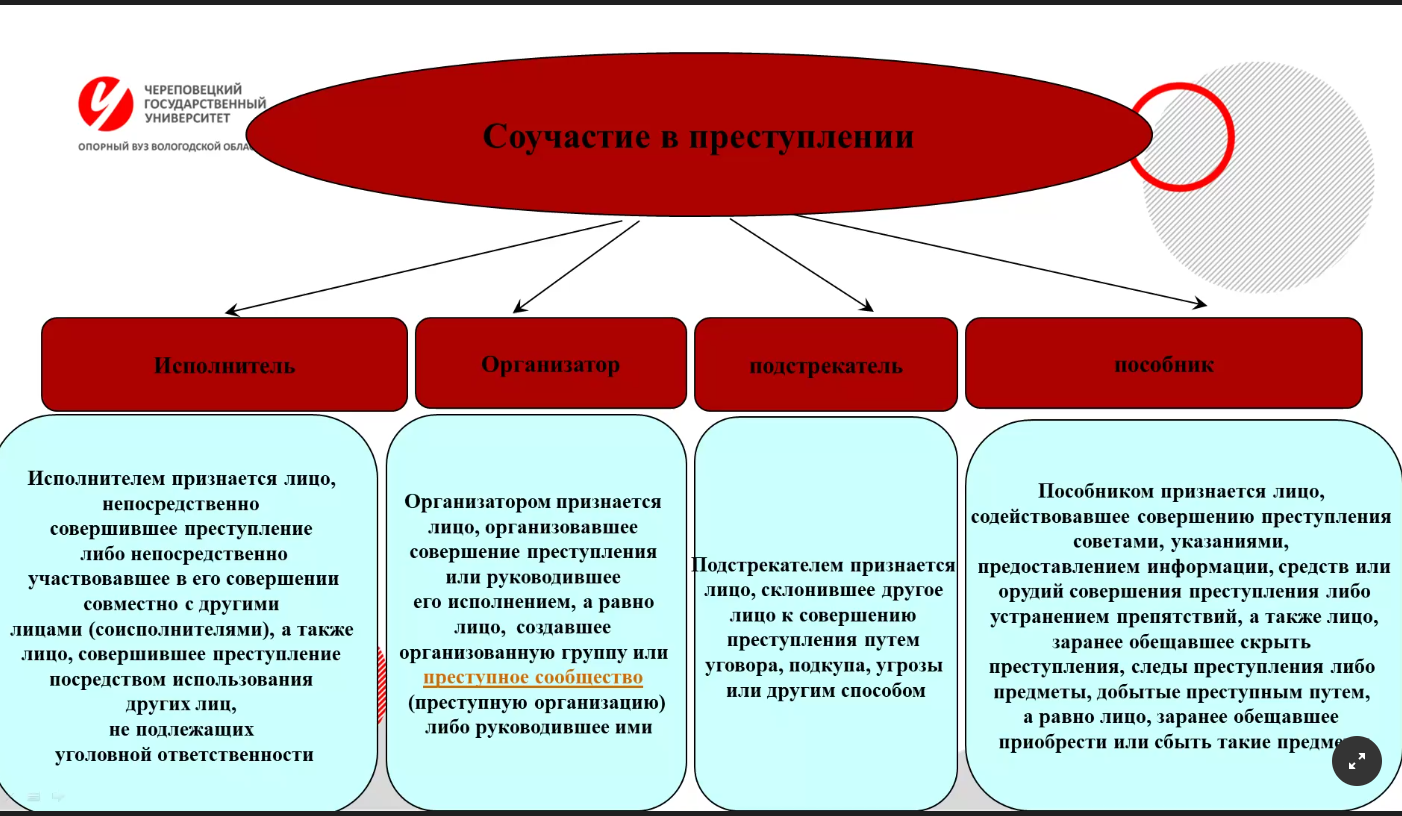 ЧЕРЕПОВЕЦКИЙ
ГОСУДАРСТВЕННЫЙ
УНИВЕРСИТЕТ
ОПОРНЫЙ ВУЗ ВОЛОГОДСКОЙ
Соучастие в преступлении
Исполнитель
Организатор
подстрекатель
пособник
Исполнителем признается лицо,
непосредственно
совершившее преступление
либо непосредственно
участвовавшее в его совершении
совместно с другими
лицами (соисполнителями), а также
лицо, совершившее преступление
посредством использования
других лиц,
не подлежащих
уголовной ответственности
Организатором признается
лицо, организовавшее
совершение преступления
или руководившее
его исполнением, а равно
лицо, создавшее
организованную группу или
преступное сообщество
(преступную организацию)
либо руководившее ими
Подстрекателем признается
лицо, склонившее другое
лицо к совершению
преступления путем
уговора, подкупа, угрозы
или другим способом
Пособником признается лицо,
содействовавшее совершению преступления
советами, указаниями,
предоставлением информации, средств или
орудий совершения преступления либо
устранением препятствий, а также лицо,
заранее обещавшее скрыть
преступления, следы преступления либо
предметы, добытые преступным путем,
а равно лицо, заранее обещавшее
приобрести или сбыть такие